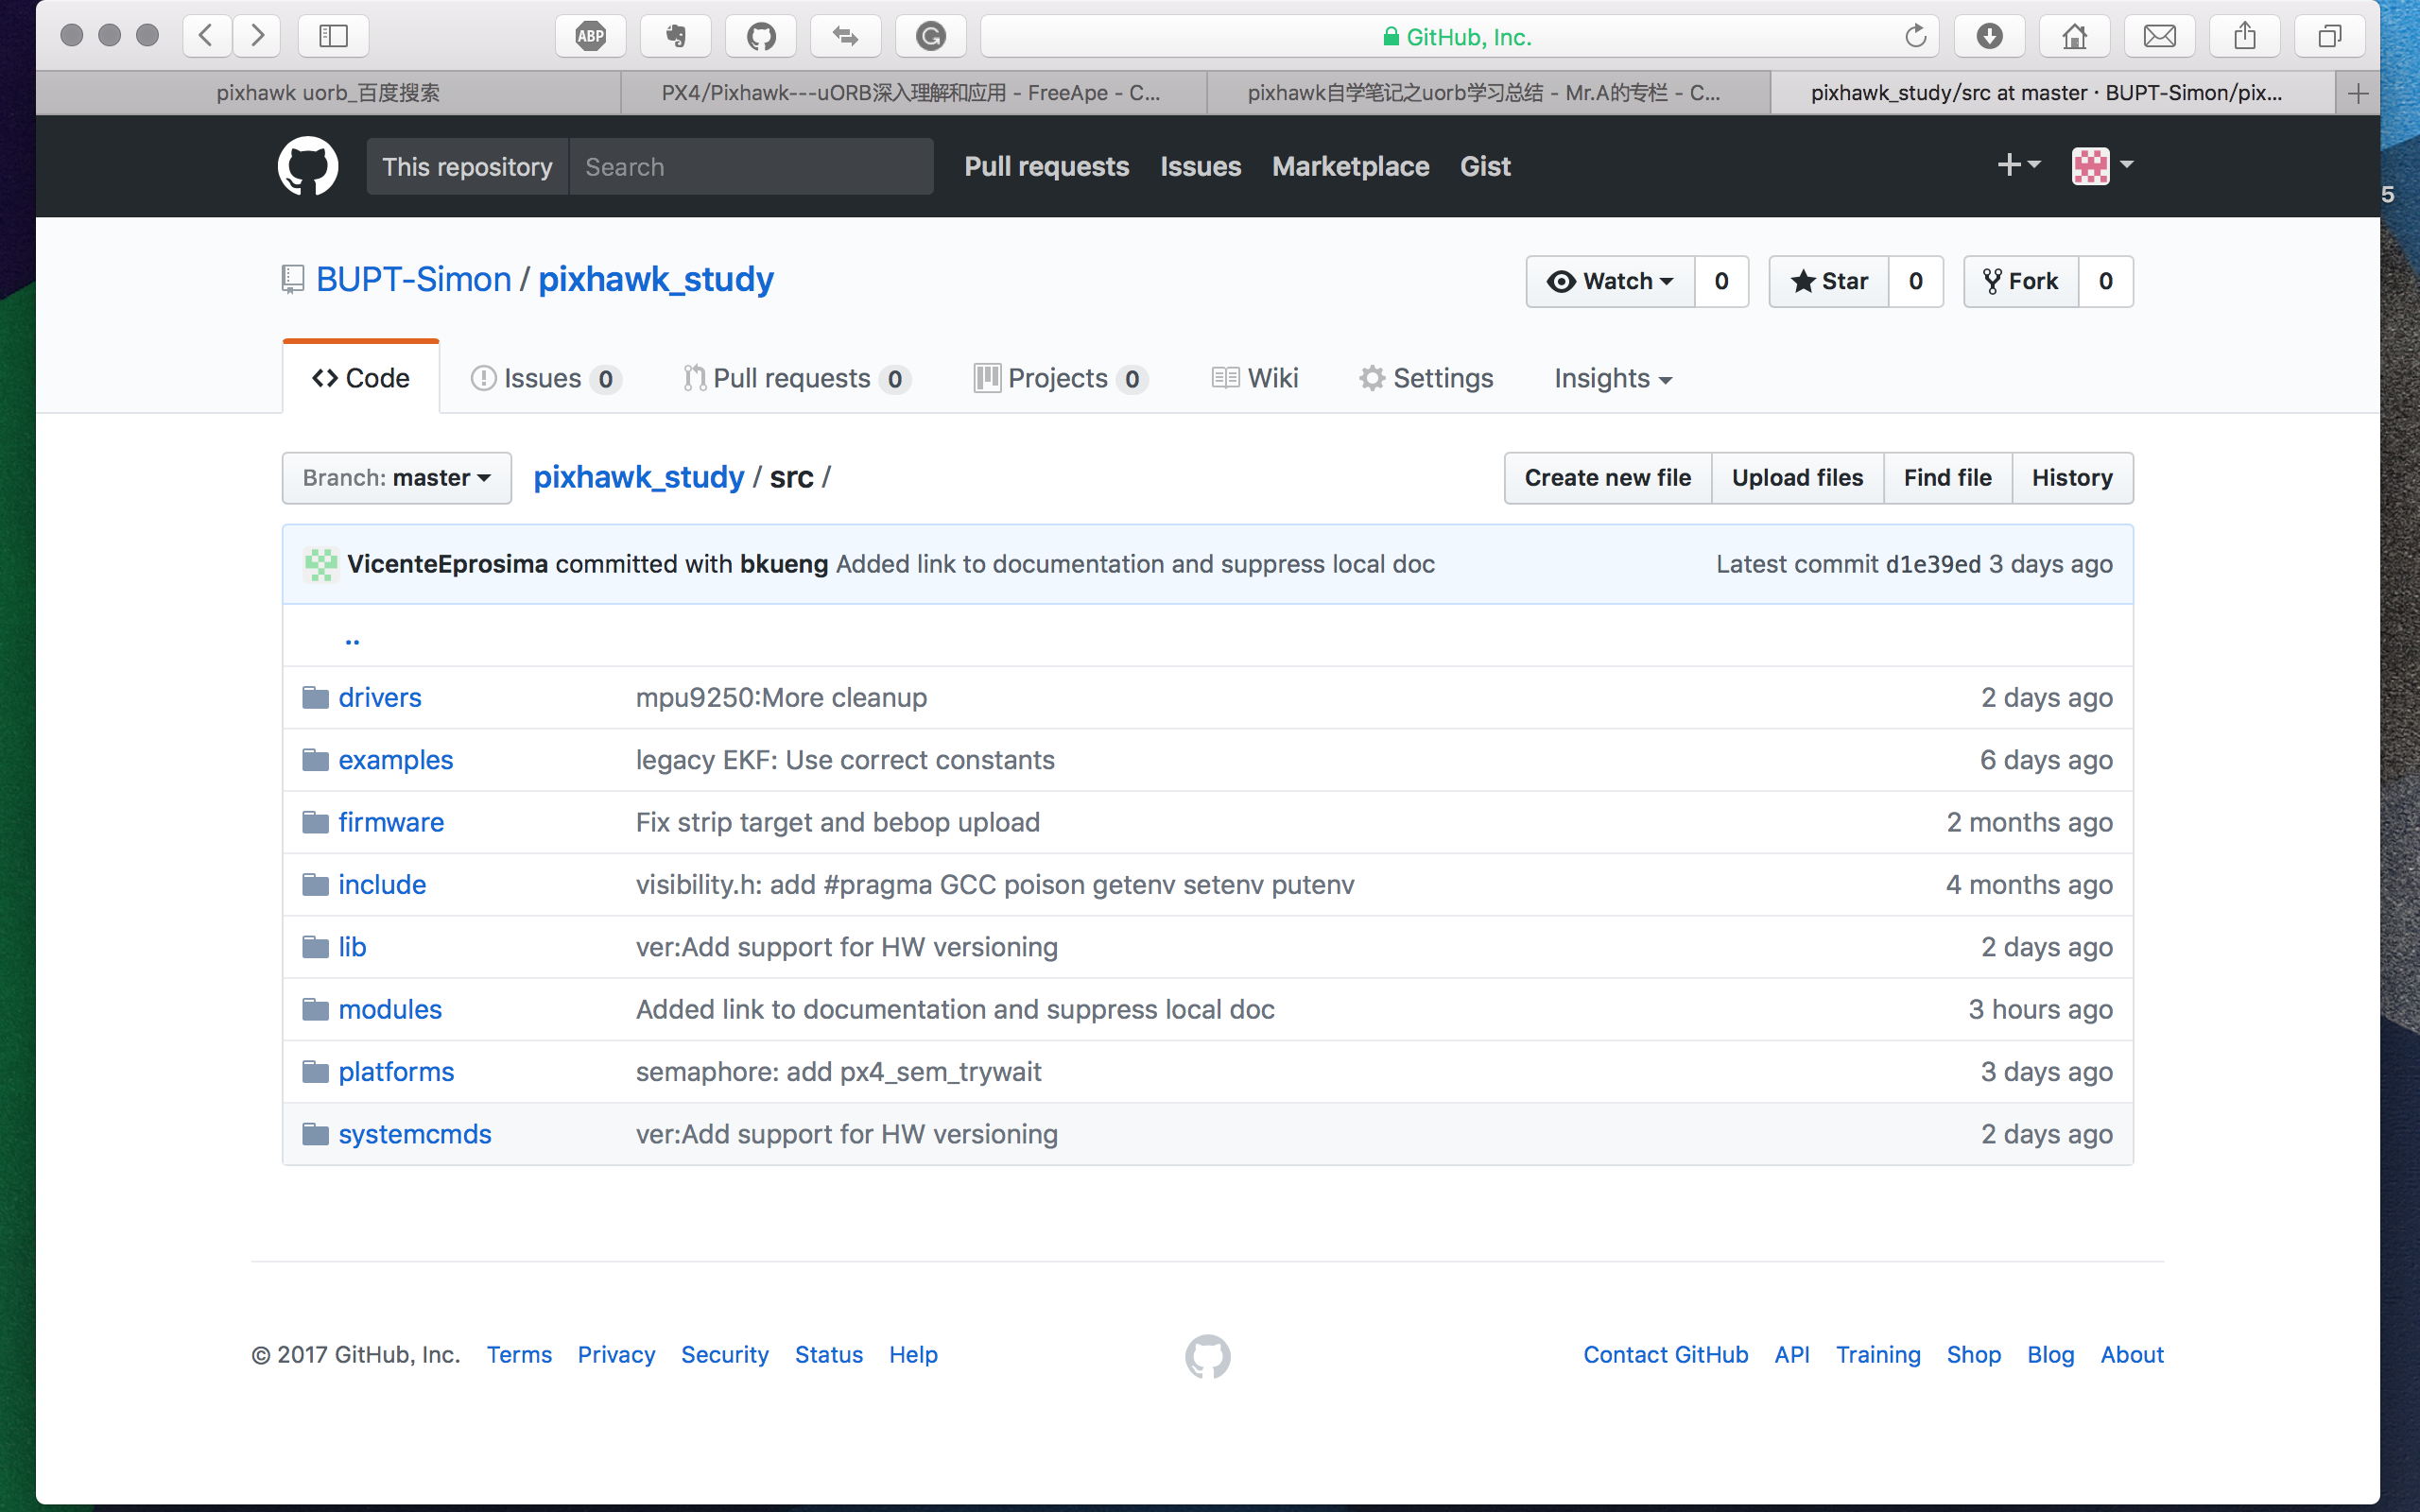 ABP
GitHub, Inc.
pixhawk uorb_百度搜索
PX4/Pixhawk---uORB深入理解和应用 - FreeApe - C...
pixhawk自学笔记之uorb学习总结 - Mr.A的专栏 - C...
pixhawk_study/src at master · BUPT-Simon/pix...
This repository Search Pull requests Issues Marketplace Gist
5
BUPT-Simon / pixhawk_study Watch 0 Star 0 Fork 0
Code Issues 0 Pull requests 0 Projects 0 Wiki Settings Insights
Branch: master pixhawk_study / src / Create new file Upload files Find file History
VicenteEprosima committed with bkueng Added link to documentation and suppress local doc Latest commit d1e39ed 3 days ago
..
drivers mpu9250:More cleanup 2 days ago
examples legacy EKF: Use correct constants 6 days ago
firmware Fix strip target and bebop upload 2 months ago
include visibility.h: add #pragma GCC poison getenv setenv putenv 4 months ago
lib ver:Add support for HW versioning 2 days ago
modules Added link to documentation and suppress local doc 3 hours ago
platforms semaphore: add px4_sem_trywait 3 days ago
systemcmds ver:Add support for HW versioning 2 days ago
© 2017 GitHub, Inc. Terms Privacy Security Status Help Contact GitHub API Training Shop Blog About